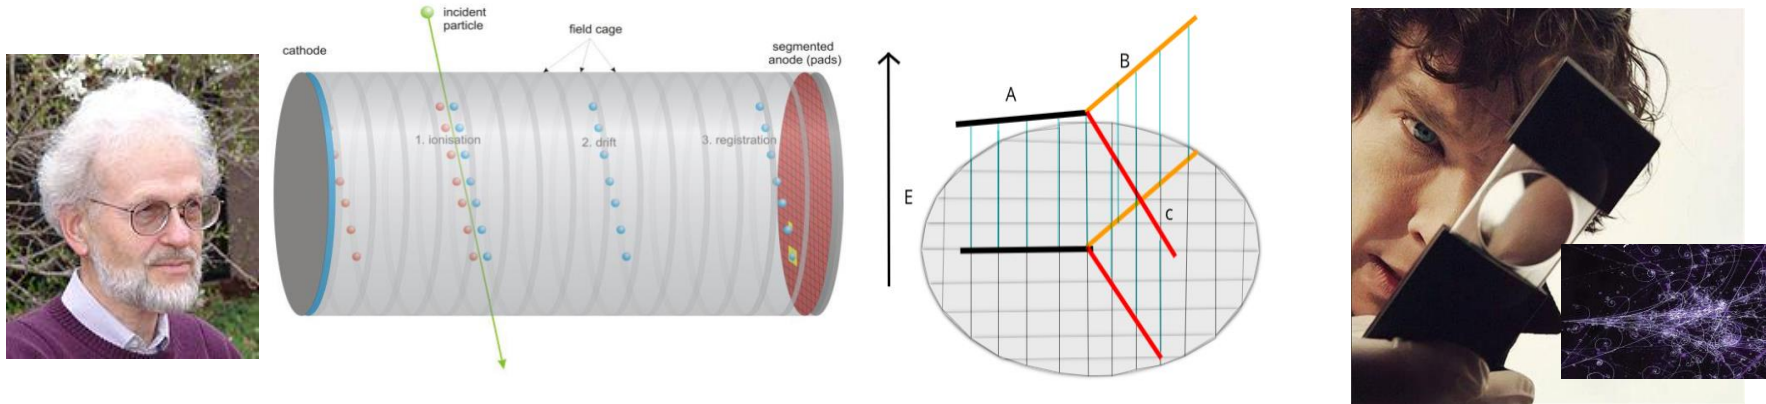 incident
particle
cathode
field cage
segmented
anode (pads)
1. ionisation
2. drift
3. registration
A
B
E
c